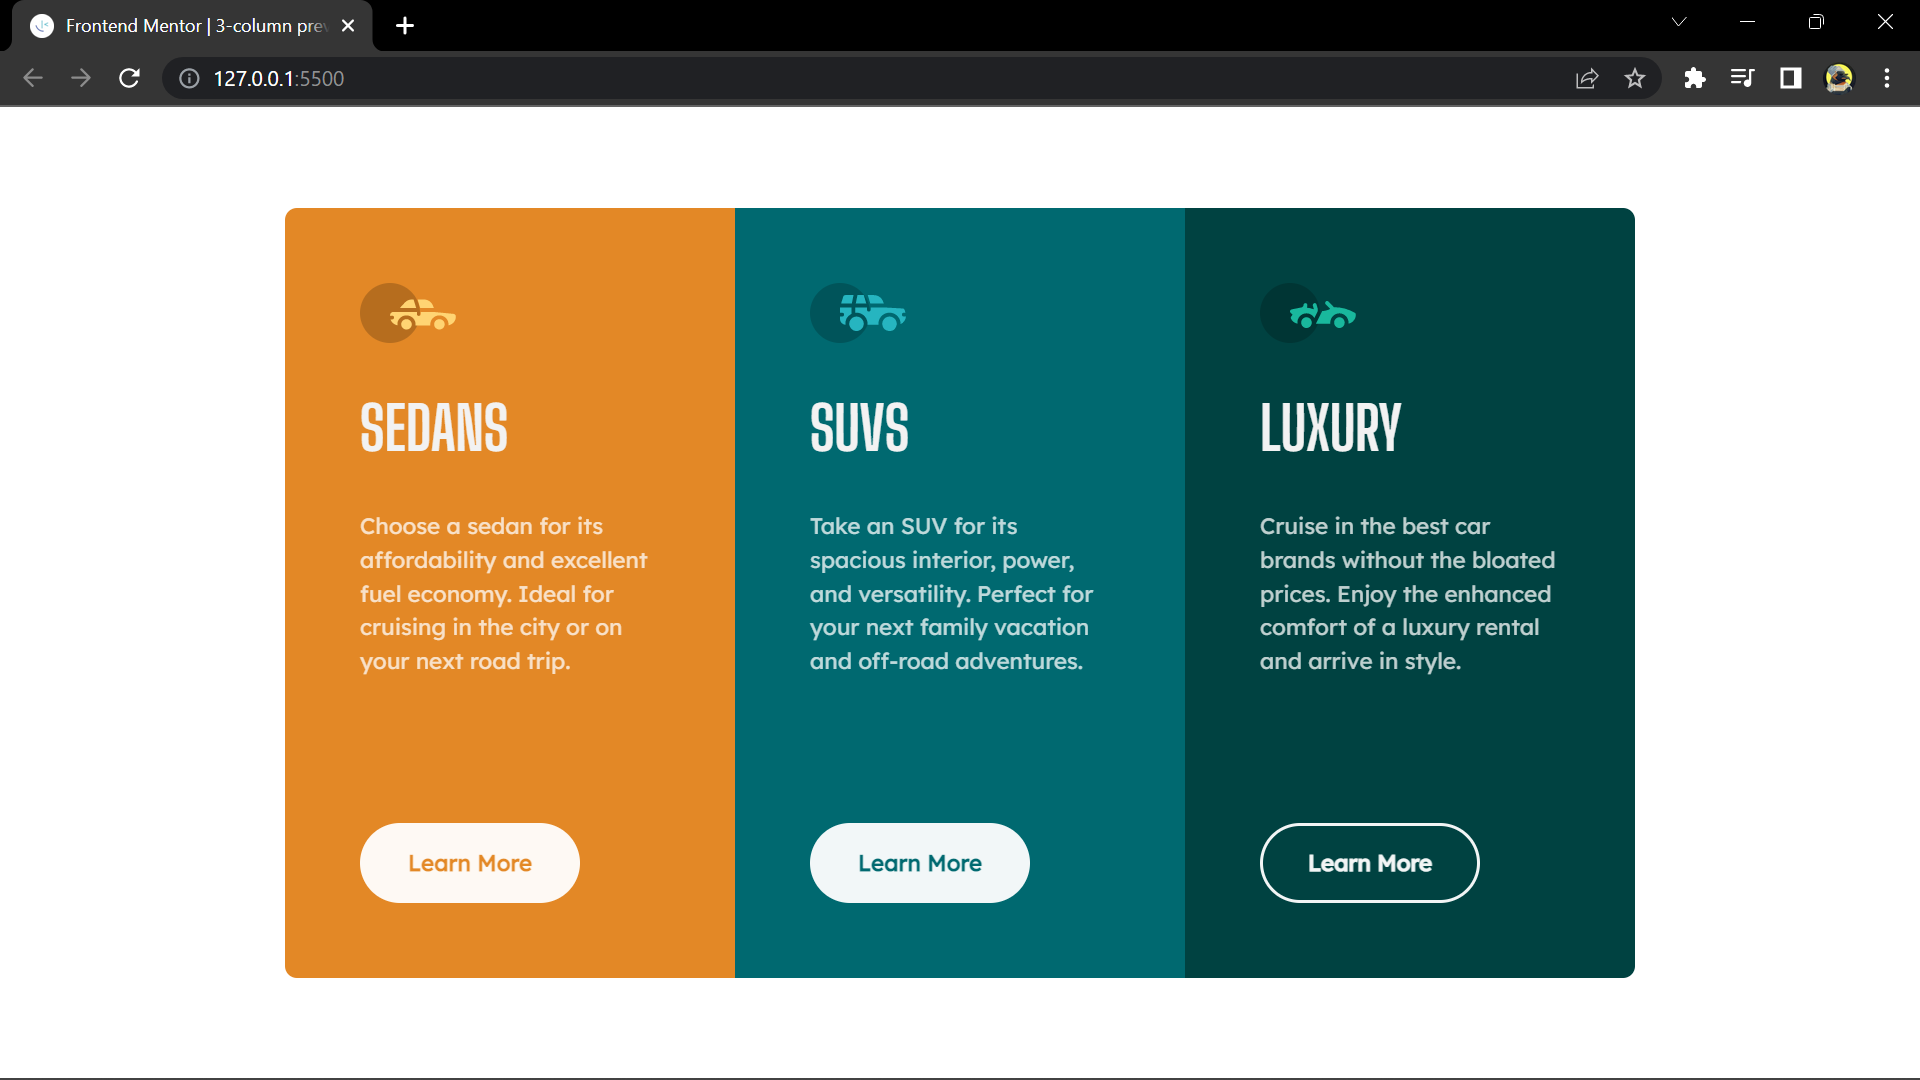 Frontend Mentor | 3-column pre
127.0.0.1:5500
SEDANS
Choose a sedan for its
affordability and excellent
fuel economy. Ideal for
cruising in the city or on
your next road trip.
Learn More
SUVS
Take an SUV for its
spacious interior, power,
and versatility. Perfect for
your next family vacation
and off-road adventures.
Learn More
LUXURY
Cruise in the best car
brands without the bloated
prices. Enjoy the enhanced
comfort of a luxury rental
and arrive in style.
Learn More